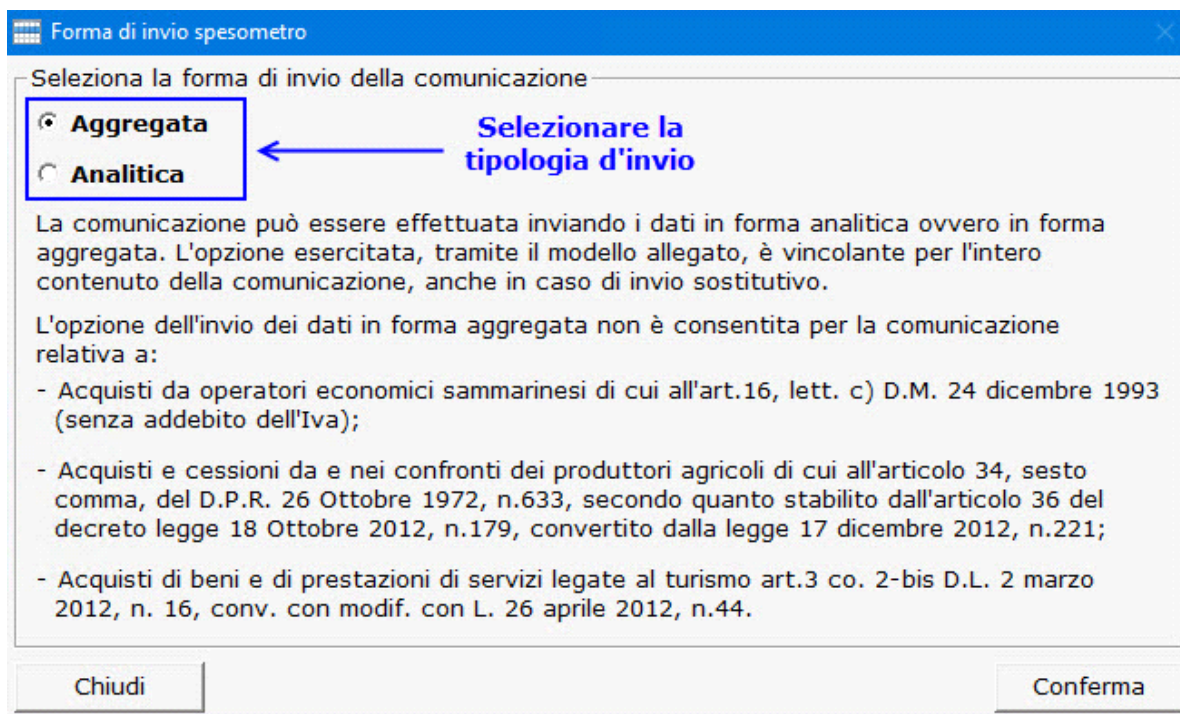 Forma di invio spesometro
Seleziona la forma di invio della comunicazione
Aggregata
Analitica
Selezionare la
tipologia d'invio
La comunicazione può essere effettuata inviando i dati in forma analitica ovvero in forma
aggregata. L'opzione esercitata, tramite il modello allegato, è vincolante per l'intero
contenuto della comunicazione, anche in caso di invio sostitutivo.
L'opzione dell'invio dei dati in forma aggregata non è consentita per la comunicazione
relativa a:
- Acquisti da operatori economici sammarinesi di cui all'art.16, lett. c) D.M. 24 dicembre 1993
(senza addebito dell'Iva);
- Acquisti e cessioni da e nei confronti dei produttori agricoli di cui all'articolo 34, sesto
comma, del D.P.R. 26 Ottobre 1972, n.633, secondo quanto stabilito dall'articolo 36 del
decreto legge 18 Ottobre 2012, n.179, convertito dalla legge 17 dicembre 2012, n.221;
- Acquisti di beni e di prestazioni di servizi legate al turismo art.3 co. 2-bis D.L. 2 marzo
2012, n. 16, conv. con modif. con L. 26 aprile 2012, n.44.
Chiudi
Conferma